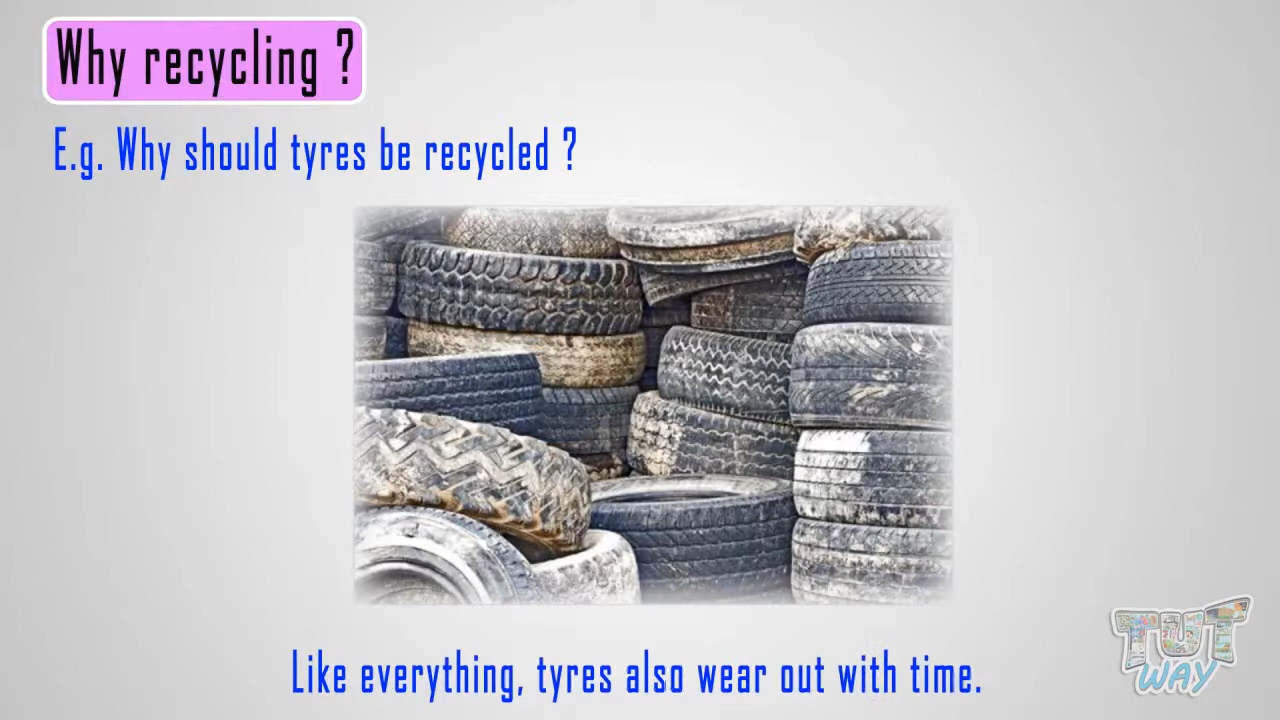 Why recycling ?
E.g. Why should tyres be recycled ?
Like everything, tyres also wear out with time.
TUT
WAY